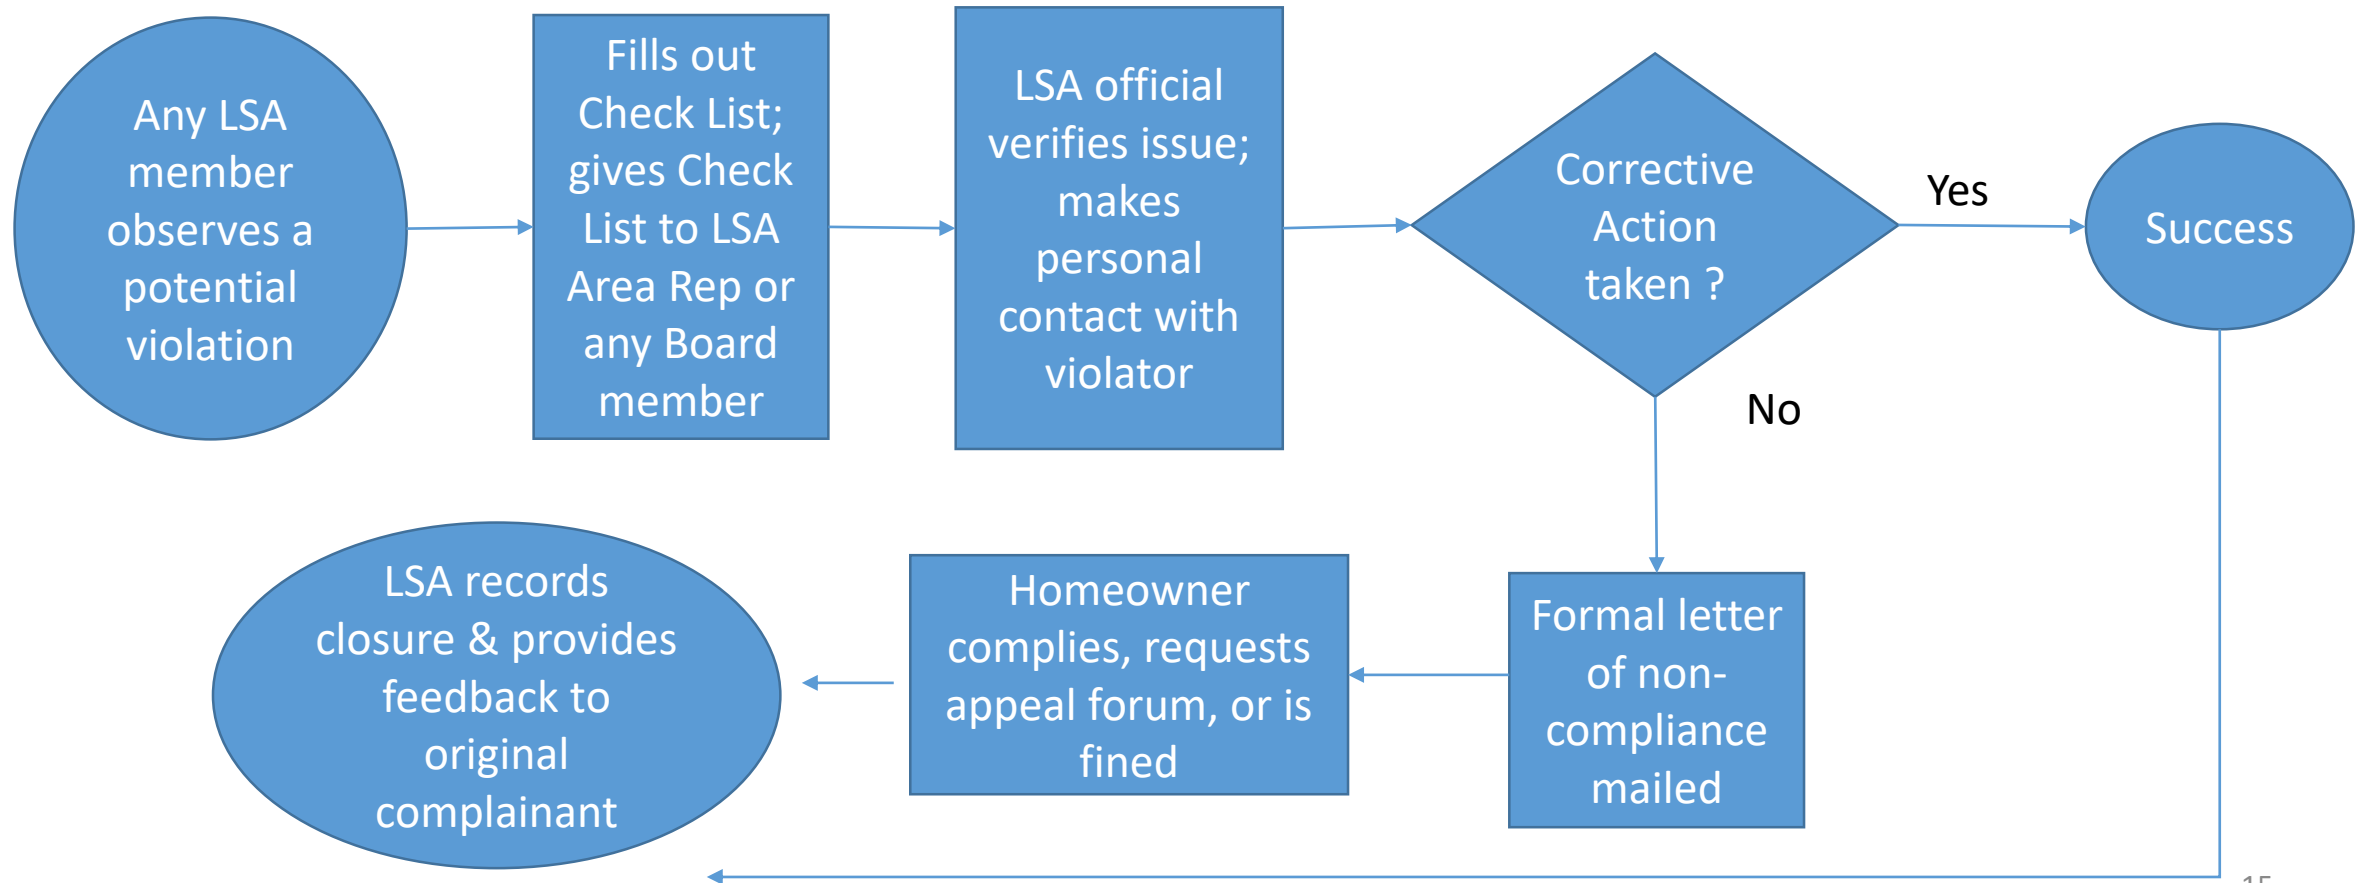 Any LSA
member
observes a
potential
violation
Fills out
Check List;
gives Check
List to LSA
Area Rep or
any Board
member
LSA official
verifies issue;
makes
personal
contact with
violator
Corrective
Action
taken ?
Yes
Success
No
Formal letter
of non-
compliance
mailed
Homeowner
complies, requests
appeal forum, or is
fined
LSA records
closure & provides
feedback to
original
complainant
15